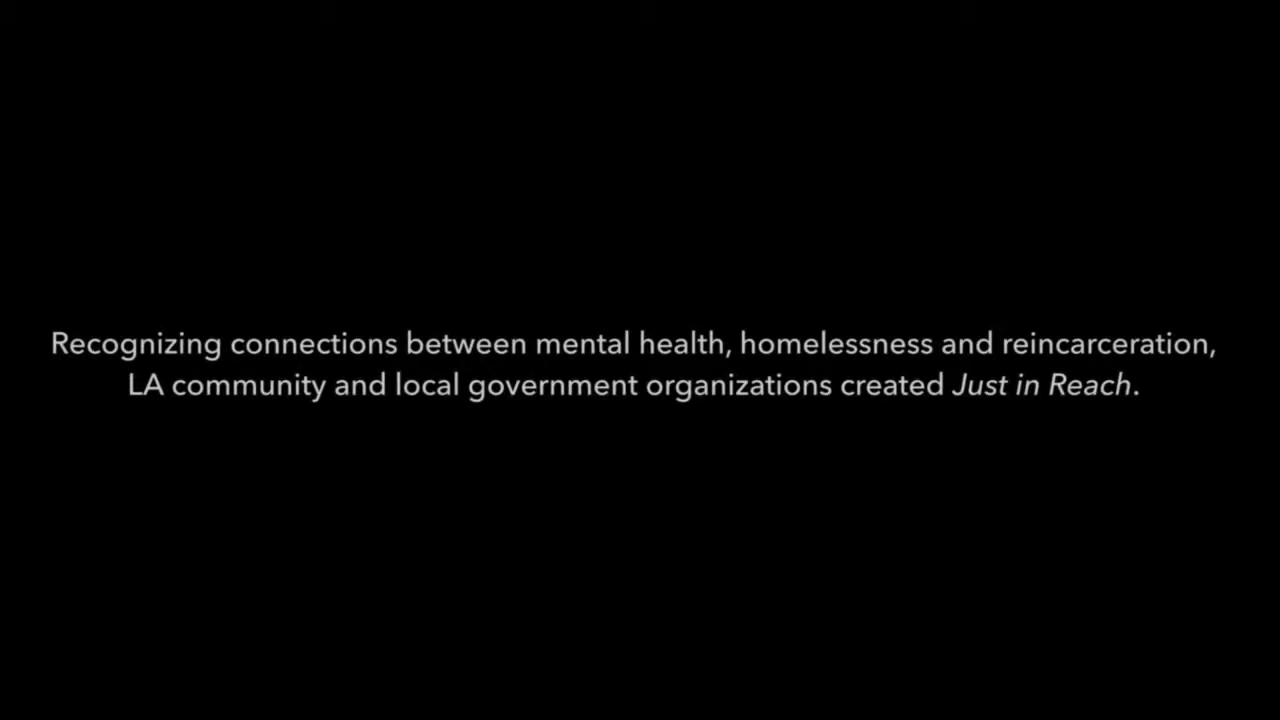 Recognizing connections between mental health, homelessness and reincarceration,
LA community and local government organizations created Just in Reach.